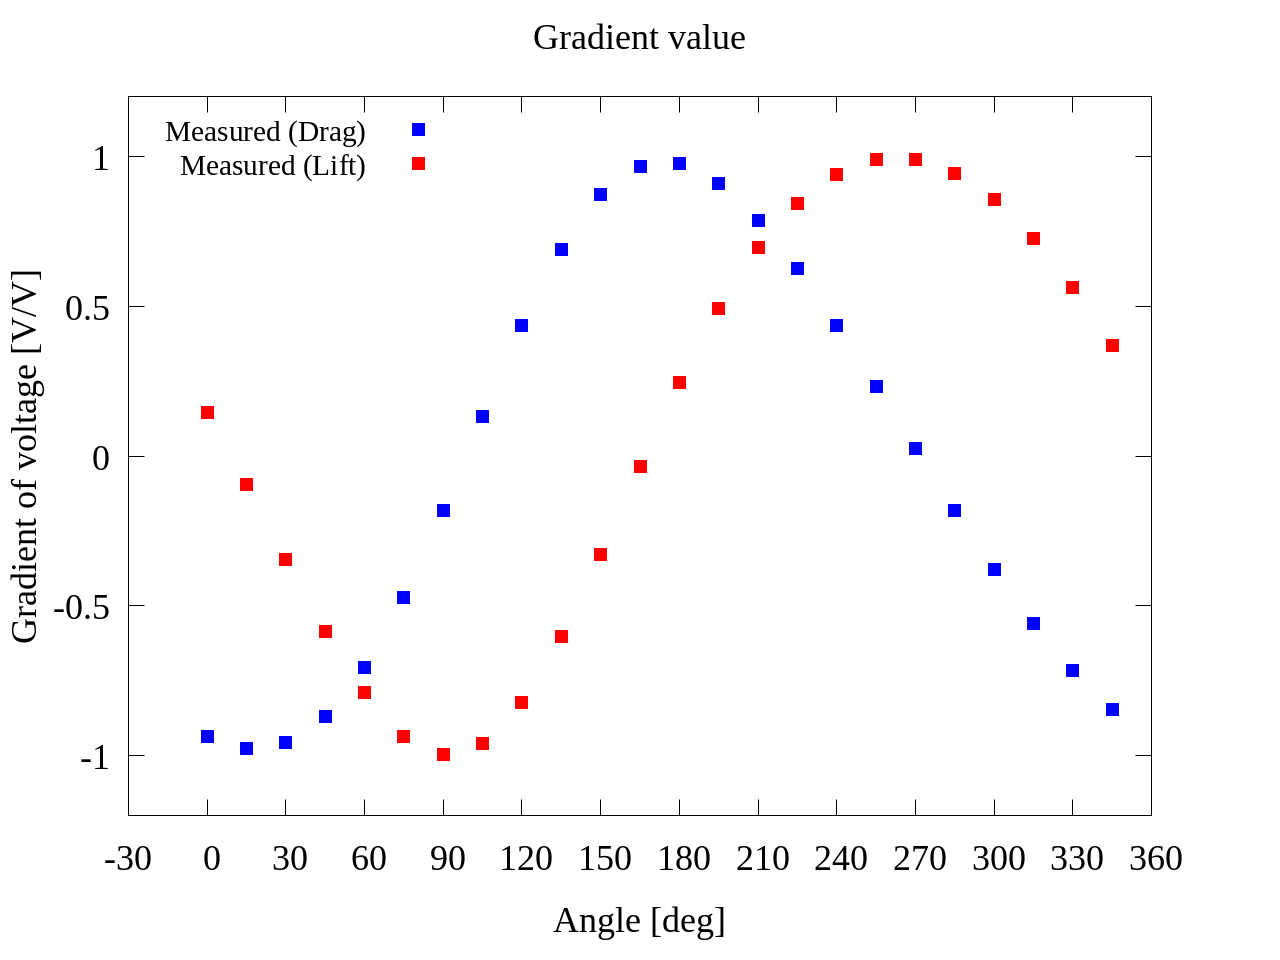 Gradient value
Measured (Drag)
Measured (Lift)
1
0.5
0
-0.5
-1
Gradient of voltage [V/V]
-30 0 30 60 90 120 150 180 210 240 270 300 330 360
Angle [deg]